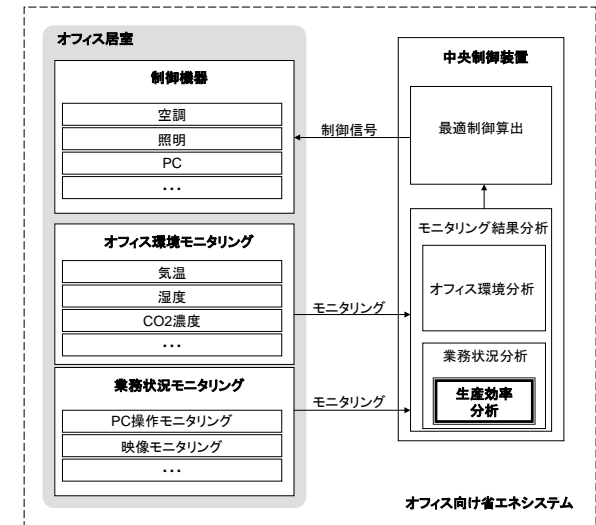 オフィス居室
制御機器
空調
照明
PC
・・・
オフィス環境モニタリング
気温
湿度
CO2濃度
・・・
業務状況モニタリング
PC操作モニタリング
映像モニタリング
・・・
制御信号
モニタリング
モニタリング
中央制御装置
最適制御算出
モニタリング結果分析
オフィス環境分析
業務状況分析
生産効率
分析
オフィス向け省エネシステム